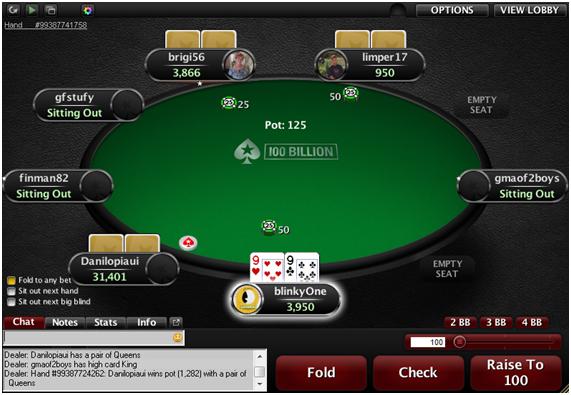 OPTIONS
VIEW LOBBY
Hand #99387741758
brigi56
3,866
limper17
950
25
50
gfstufy
Sitting Out
EMPTY
SEAT
Pot: 125
100 BILLION
finman82
Sitting Out
gmaof2boys
Sitting Out
50
Danilopiaui
31,401
9
9
EMPTY
SEAT
blinkyOne
3,950
Fold to any bet
Sit out next hand
Sit out next big blind
Chat
Notes
Stats
Info
2 BB
3 BB
4 BB
100
Dealer: Danilopiaui has a pair of Queens
Dealer: gmaof2boys has high card King
Dealer: Hand #99387724262: Danilopiaui wins pot (1,282) with a pair of
Queens
Fold
Check
Raise To
100